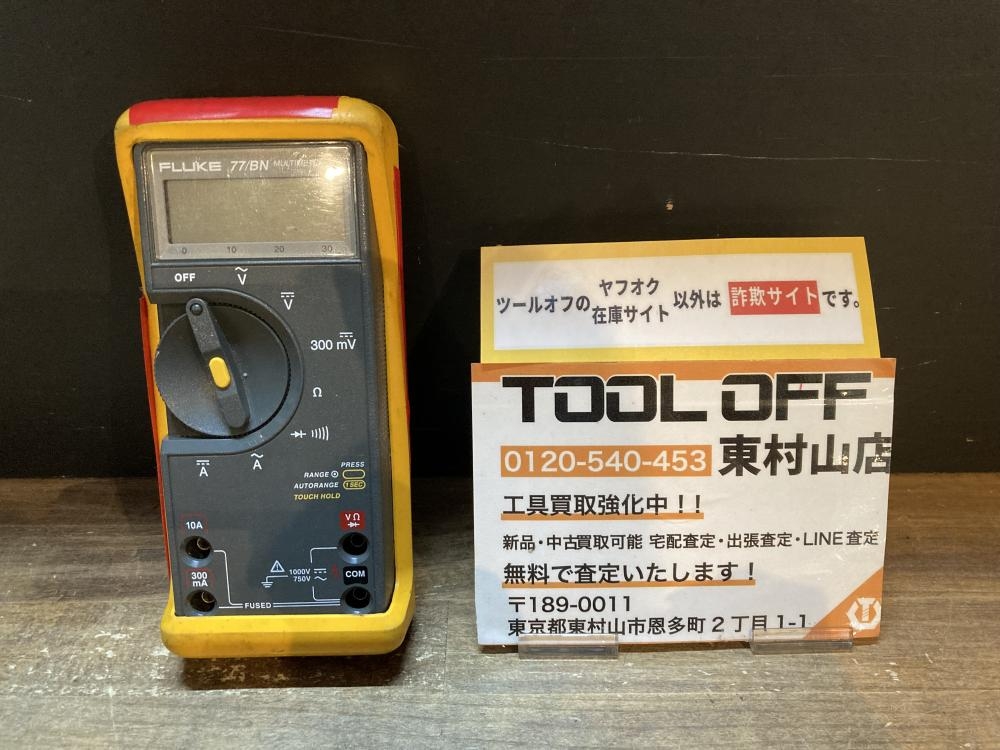 FLUKE 77/BN MULTIMETER
0 10 20 30
OFF
Ṽ
V
300 mV
Ω
A
Ã
PRESS
RANGE
AUTORANGE 1 SEC
TOUCH HOLD
10A
VΩ
300 mA
1000V
750V
COM
FUSED
ツールオフの ヤフオク 在庫サイト 以外は 詐欺サイト です。
TOOL OFF
0120-540-453 東村山店
工具買取強化中!!
新品・中古買取可能 宅配査定・出張査定・LINE査定
無料で査定いたします!
〒189-0011
東京都東村山市恩多町2丁目1-1